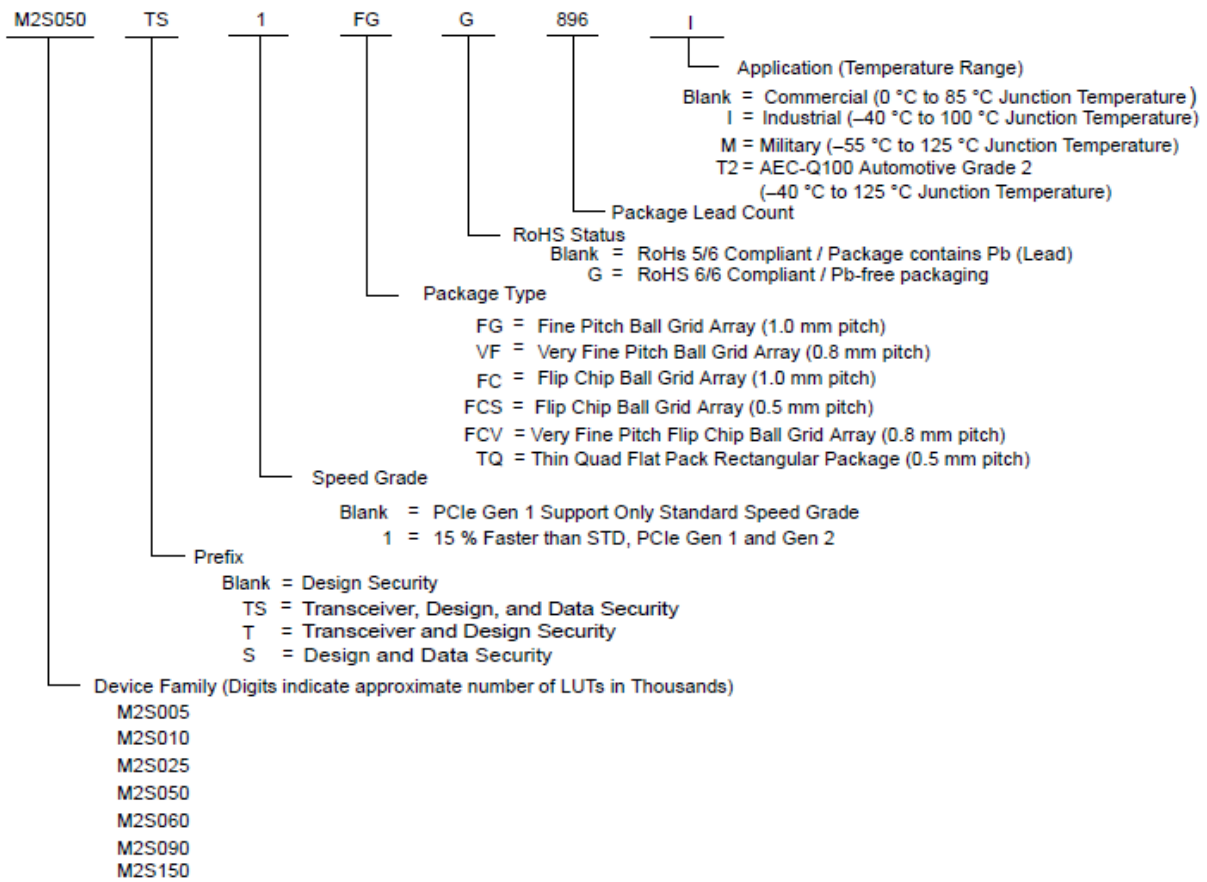 M2S050 TS 1 FG G 896 I
Application (Temperature Range)
Blank = Commercial (0 °C to 85 °C Junction Temperature)
I = Industrial (–40 °C to 100 °C Junction Temperature)
M = Military (–55 °C to 125 °C Junction Temperature)
T2 = AEC-Q100 Automotive Grade 2
(–40 °C to 125 °C Junction Temperature)
Package Lead Count
RoHS Status
Blank = RoHs 5/6 Compliant / Package contains Pb (Lead)
G = RoHS 6/6 Compliant / Pb-free packaging
Package Type
FG = Fine Pitch Ball Grid Array (1.0 mm pitch)
VF = Very Fine Pitch Ball Grid Array (0.8 mm pitch)
FC = Flip Chip Ball Grid Array (1.0 mm pitch)
FCS = Flip Chip Ball Grid Array (0.5 mm pitch)
FCV = Very Fine Pitch Flip Chip Ball Grid Array (0.8 mm pitch)
TQ = Thin Quad Flat Pack Rectangular Package (0.5 mm pitch)
Speed Grade
Blank = PCIe Gen 1 Support Only Standard Speed Grade
1 = 15 % Faster than STD, PCIe Gen 1 and Gen 2
Prefix
Blank = Design Security
TS = Transceiver, Design, and Data Security
T = Transceiver and Design Security
S = Design and Data Security
Device Family (Digits indicate approximate number of LUTs in Thousands)
M2S005
M2S010
M2S025
M2S050
M2S060
M2S090
M2S150